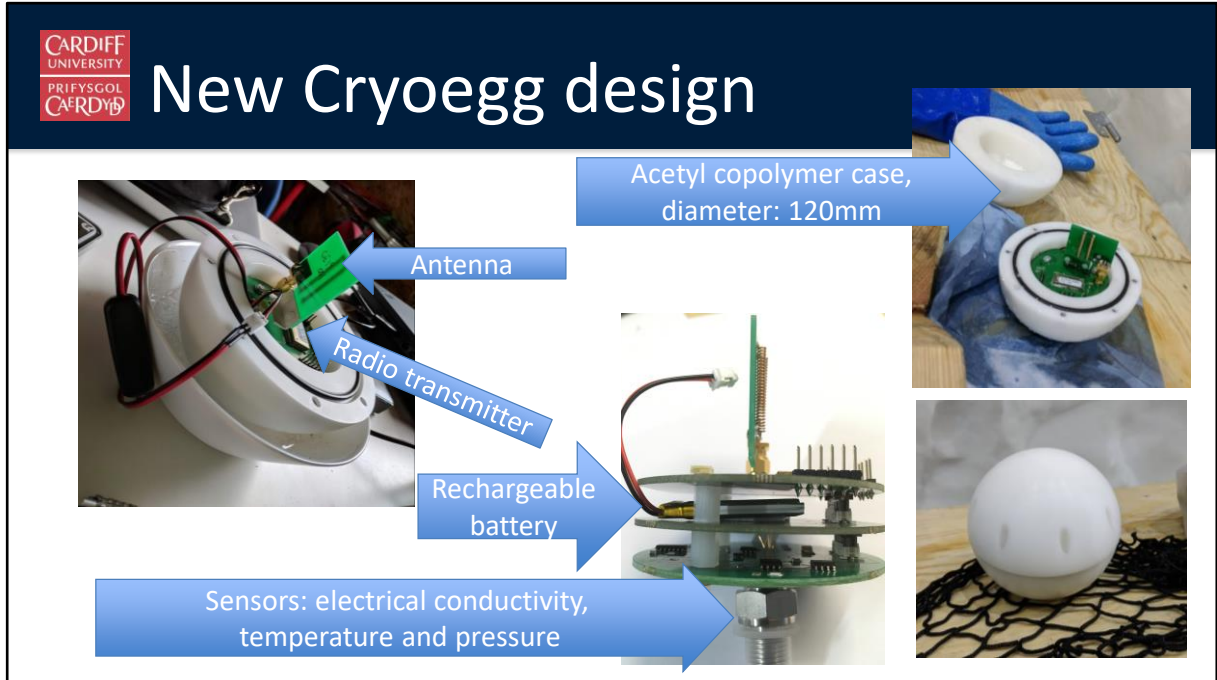 CARDIFF
UNIVERSITY
PRIFYSGOL
CAERDYDD
New Cryoegg design
Acetyl copolymer case,
diameter: 120mm
Antenna
Radio transmitter
Rechargeable
battery
Sensors: electrical conductivity,
temperature and pressure